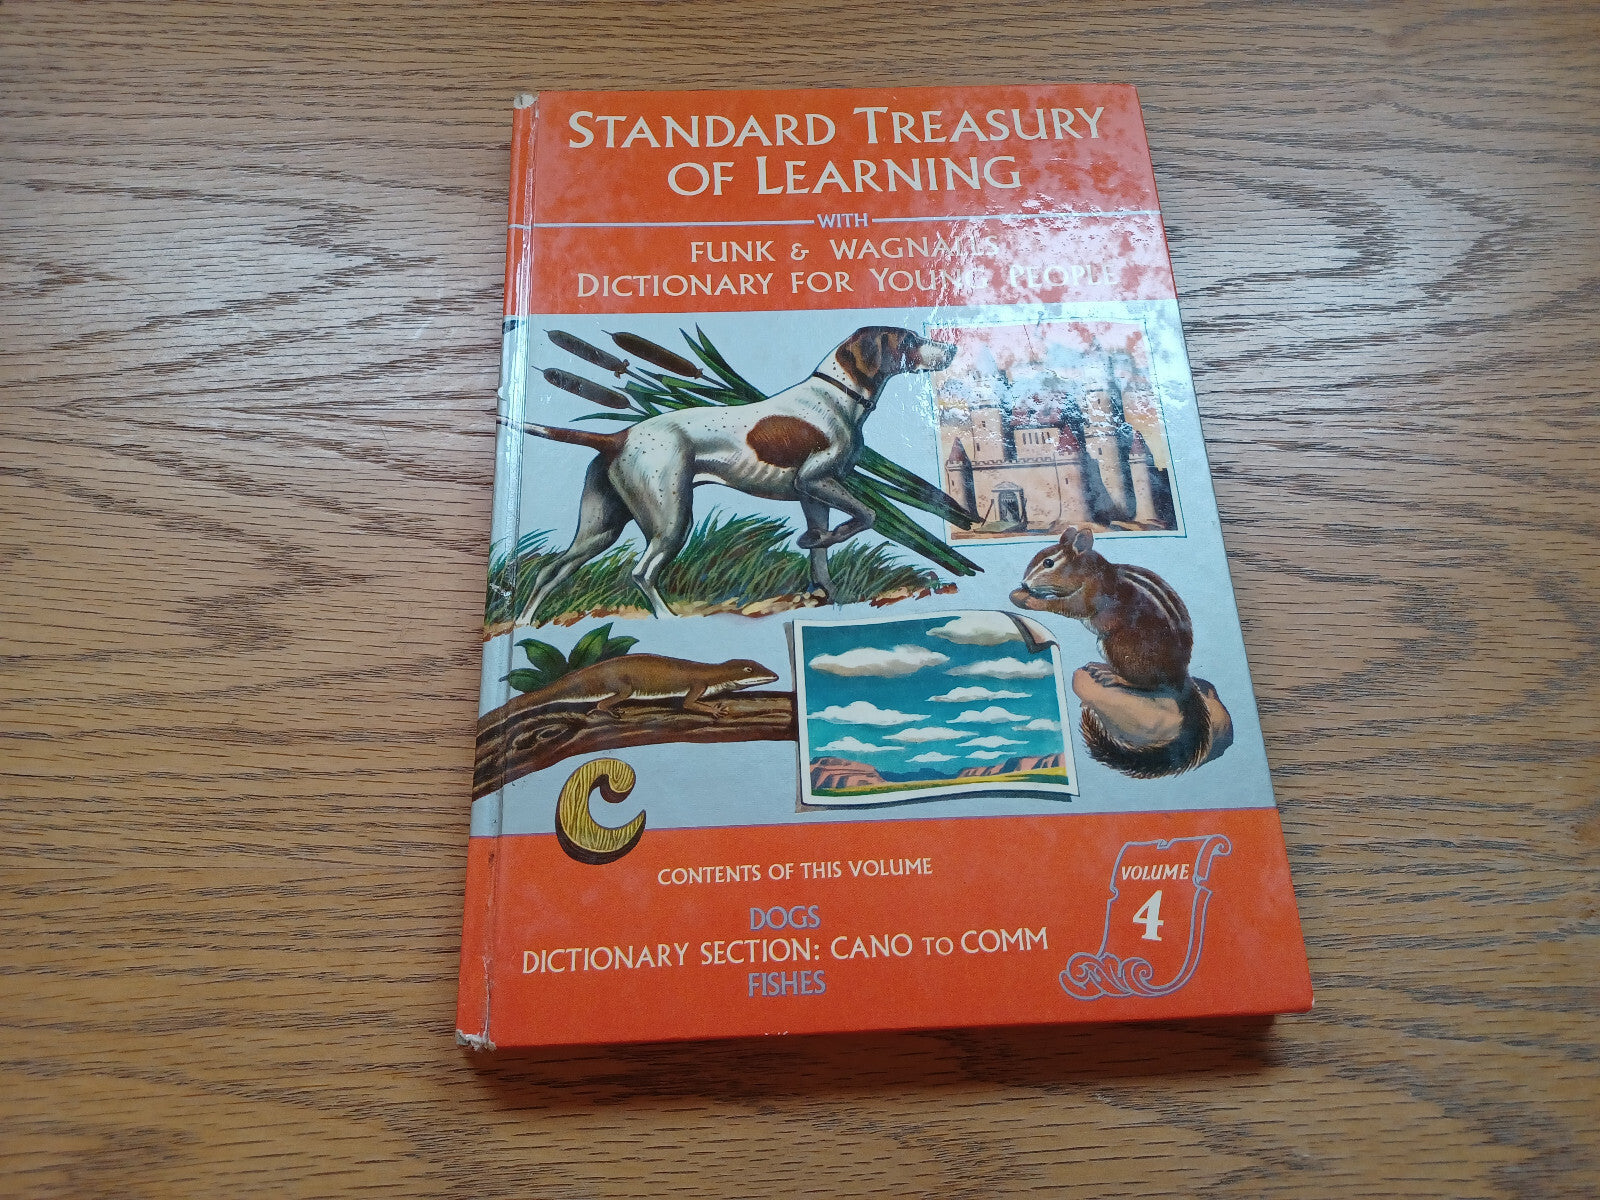 STANDARD TREASURY
OF LEARNING
WITH
FUNK & WAGNALLS
DICTIONARY FOR YOUNG PEOPLE
C
CONTENTS OF THIS VOLUME
DOGS
DICTIONARY SECTION: CANO TO COMM
FISHES
VOLUME
4